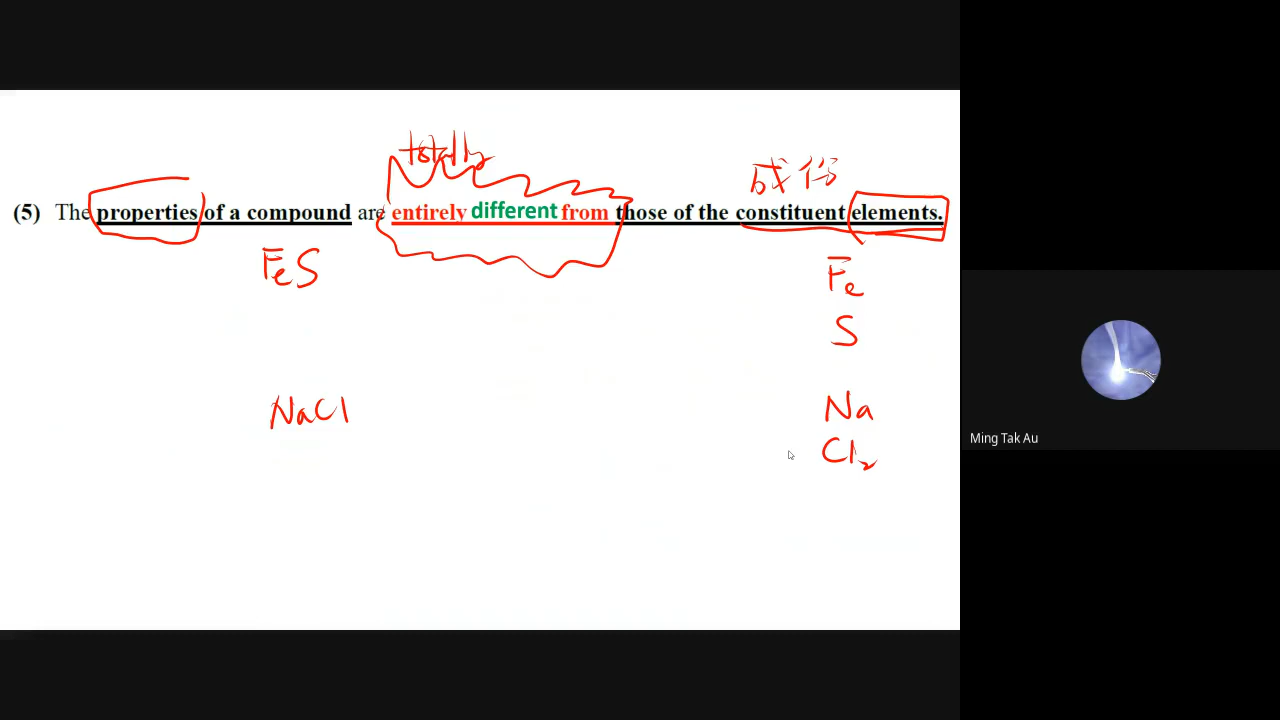 totally
成份
(5) The properties of a compound are entirely different from those of the constituent elements.
FeS
Fe
S
NaCl
Na
Cl₂
Ming Tak Au